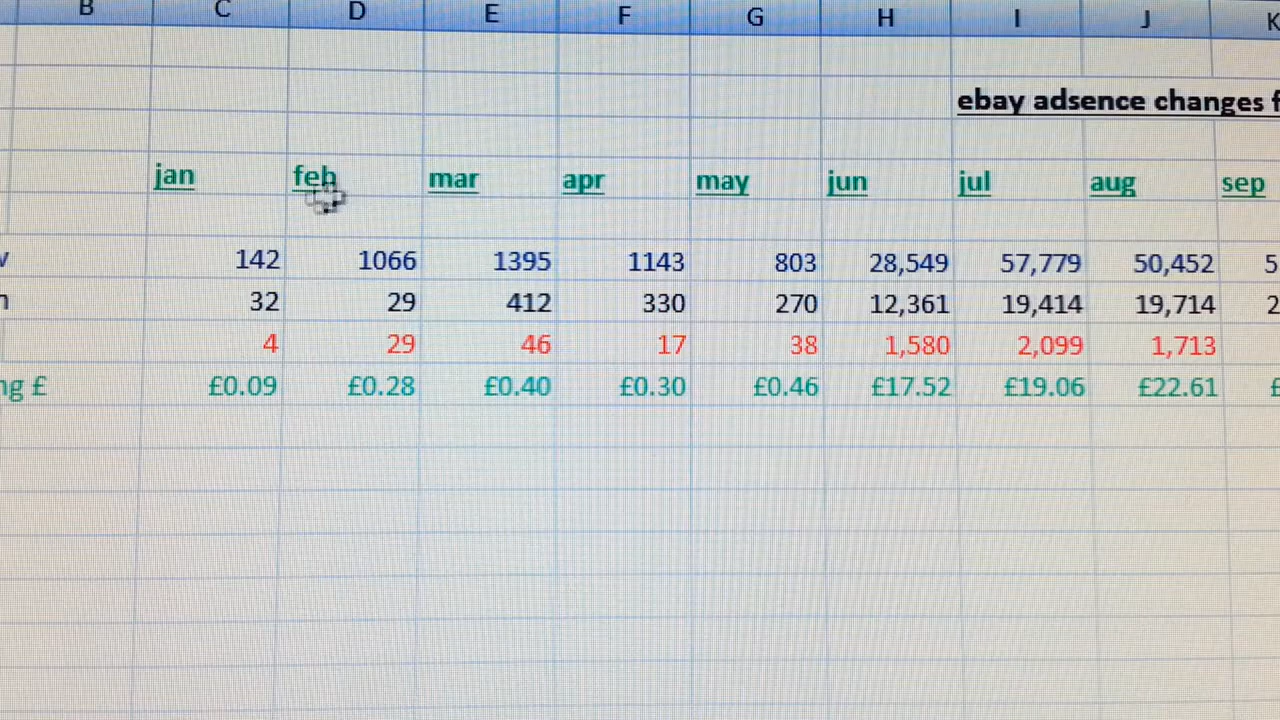 B C D E F G H I J K
ebay adsence changes f
jan feb mar apr may jun jul aug sep
142 1066 1395 1143 803 28,549 57,779 50,452 5
32 29 412 330 270 12,361 19,414 19,714 2
4 29 46 17 38 1,580 2,099 1,713
ng £ £0.09 £0.28 £0.40 £0.30 £0.46 £17.52 £19.06 £22.61 £